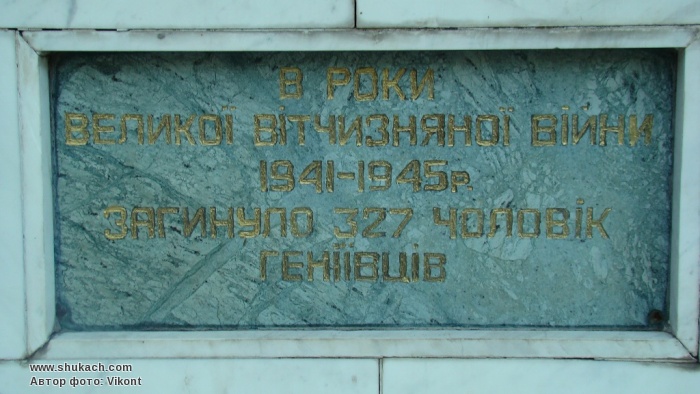 В РОКИ
ВЕЛИКОЇ ВІТЧИЗНЯНОЇ ВІЙНИ
1941-1945Р.
ЗАГИНУЛО 327 ЧОЛОВІК
ГЕНІЇВЦІВ
www.shukach.com
Автор фото: Vikont